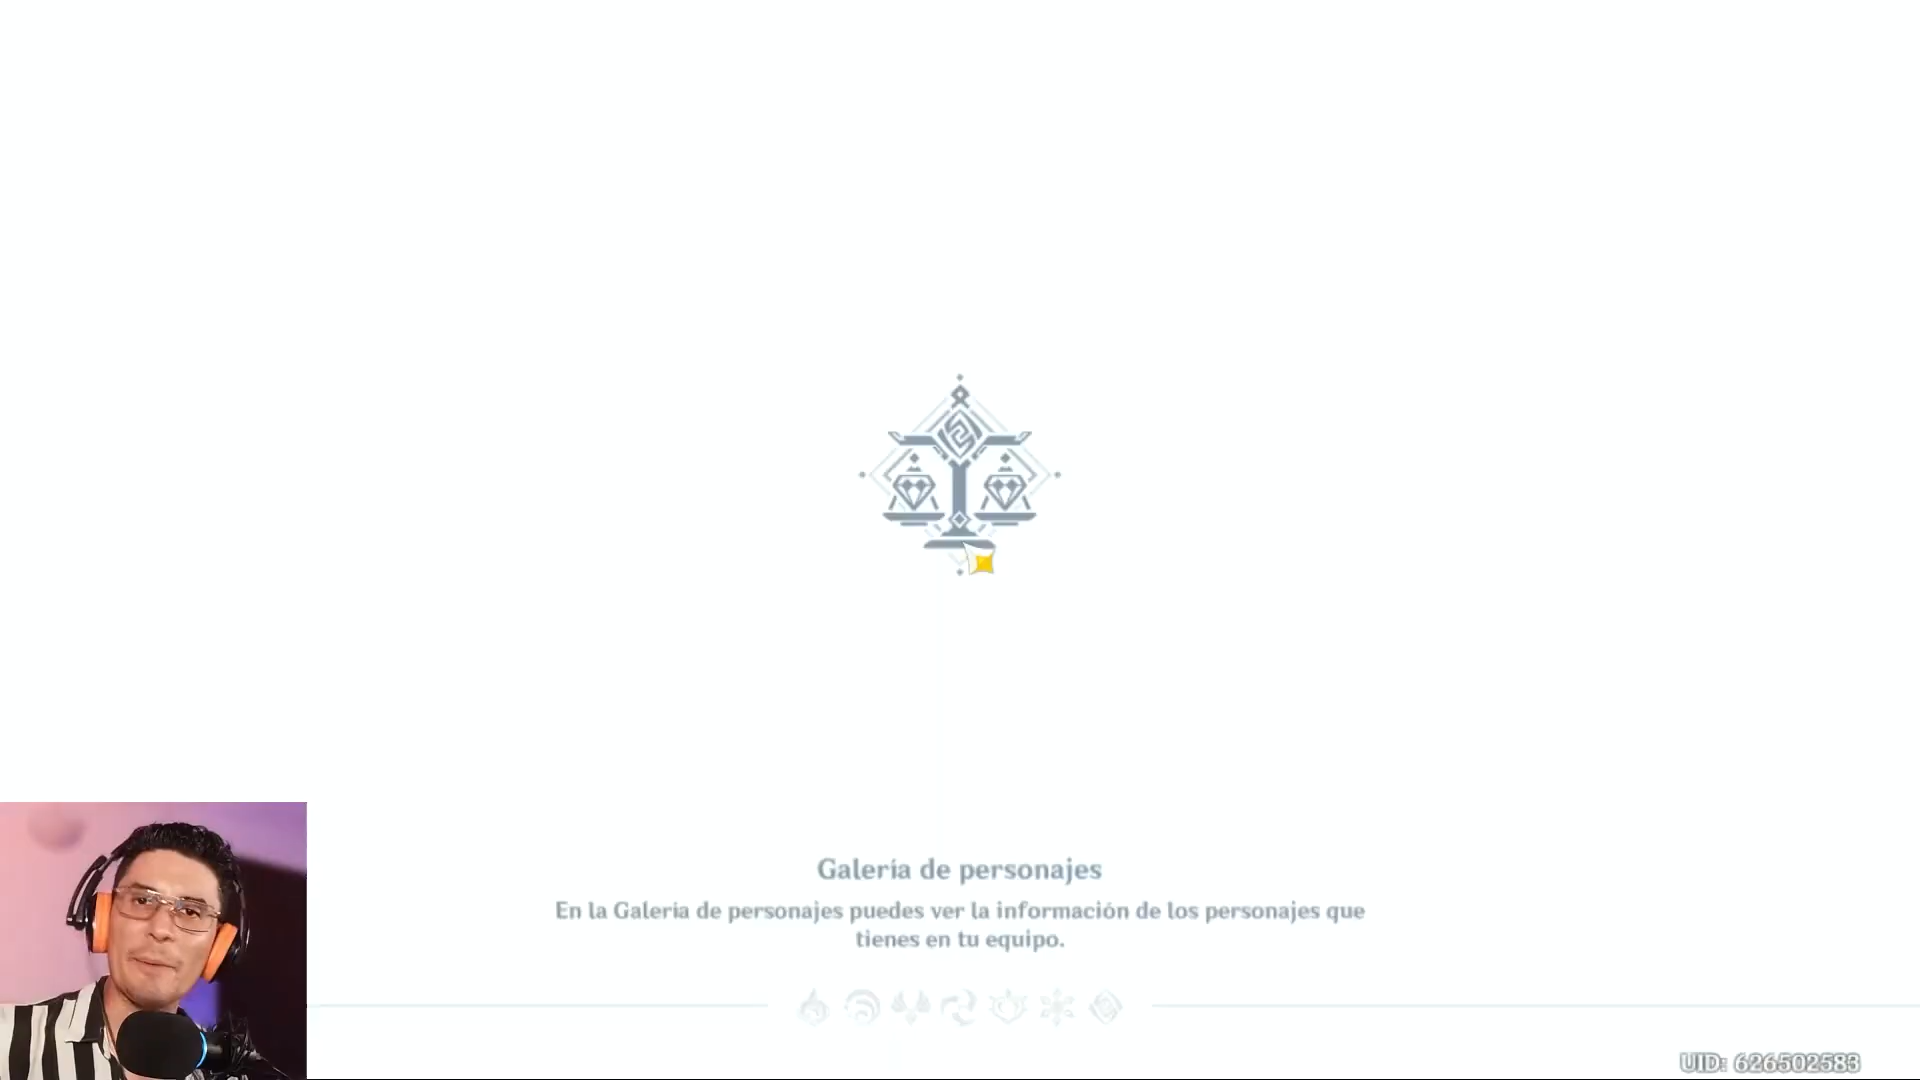 Galería de personajes
En la Galería de personajes puedes ver la información de los personajes que
tienes en tu equipo.
UID: 626502583